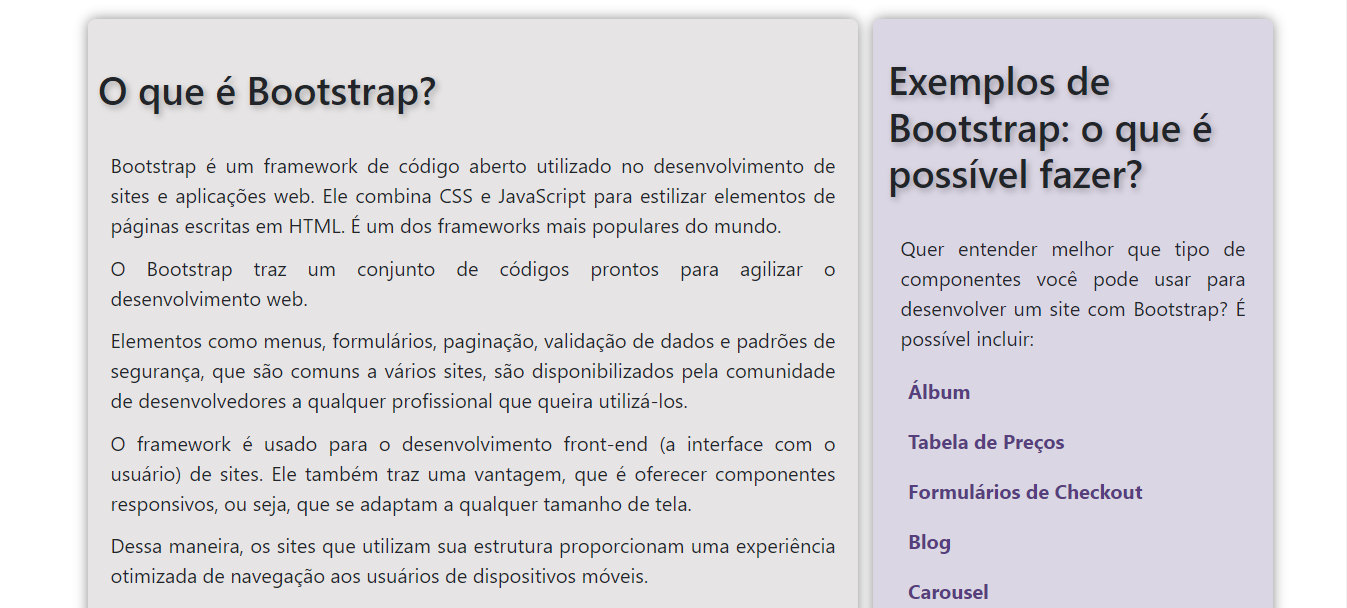 O que é Bootstrap?
Bootstrap é um framework de código aberto utilizado no desenvolvimento de
sites e aplicações web. Ele combina CSS e JavaScript para estilizar elementos de
páginas escritas em HTML. É um dos frameworks mais populares do mundo.
O Bootstrap traz um conjunto de códigos prontos para agilizar o
desenvolvimento web.
Elementos como menus, formulários, paginação, validação de dados e padrões de
segurança, que são comuns a vários sites, são disponibilizados pela comunidade
de desenvolvedores a qualquer profissional que queira utilizá-los.
O framework é usado para o desenvolvimento front-end (a interface com o
usuário) de sites. Ele também traz uma vantagem, que é oferecer componentes
responsivos, ou seja, que se adaptam a qualquer tamanho de tela.
Dessa maneira, os sites que utilizam sua estrutura proporcionam uma experiência
otimizada de navegação aos usuários de dispositivos móveis.
Exemplos de
Bootstrap: o que é
possível fazer?
Quer entender melhor que tipo de
componentes você pode usar para
desenvolver um site com Bootstrap? É
possível incluir:
Álbum
Tabela de Preços
Formulários de Checkout
Blog
Carousel